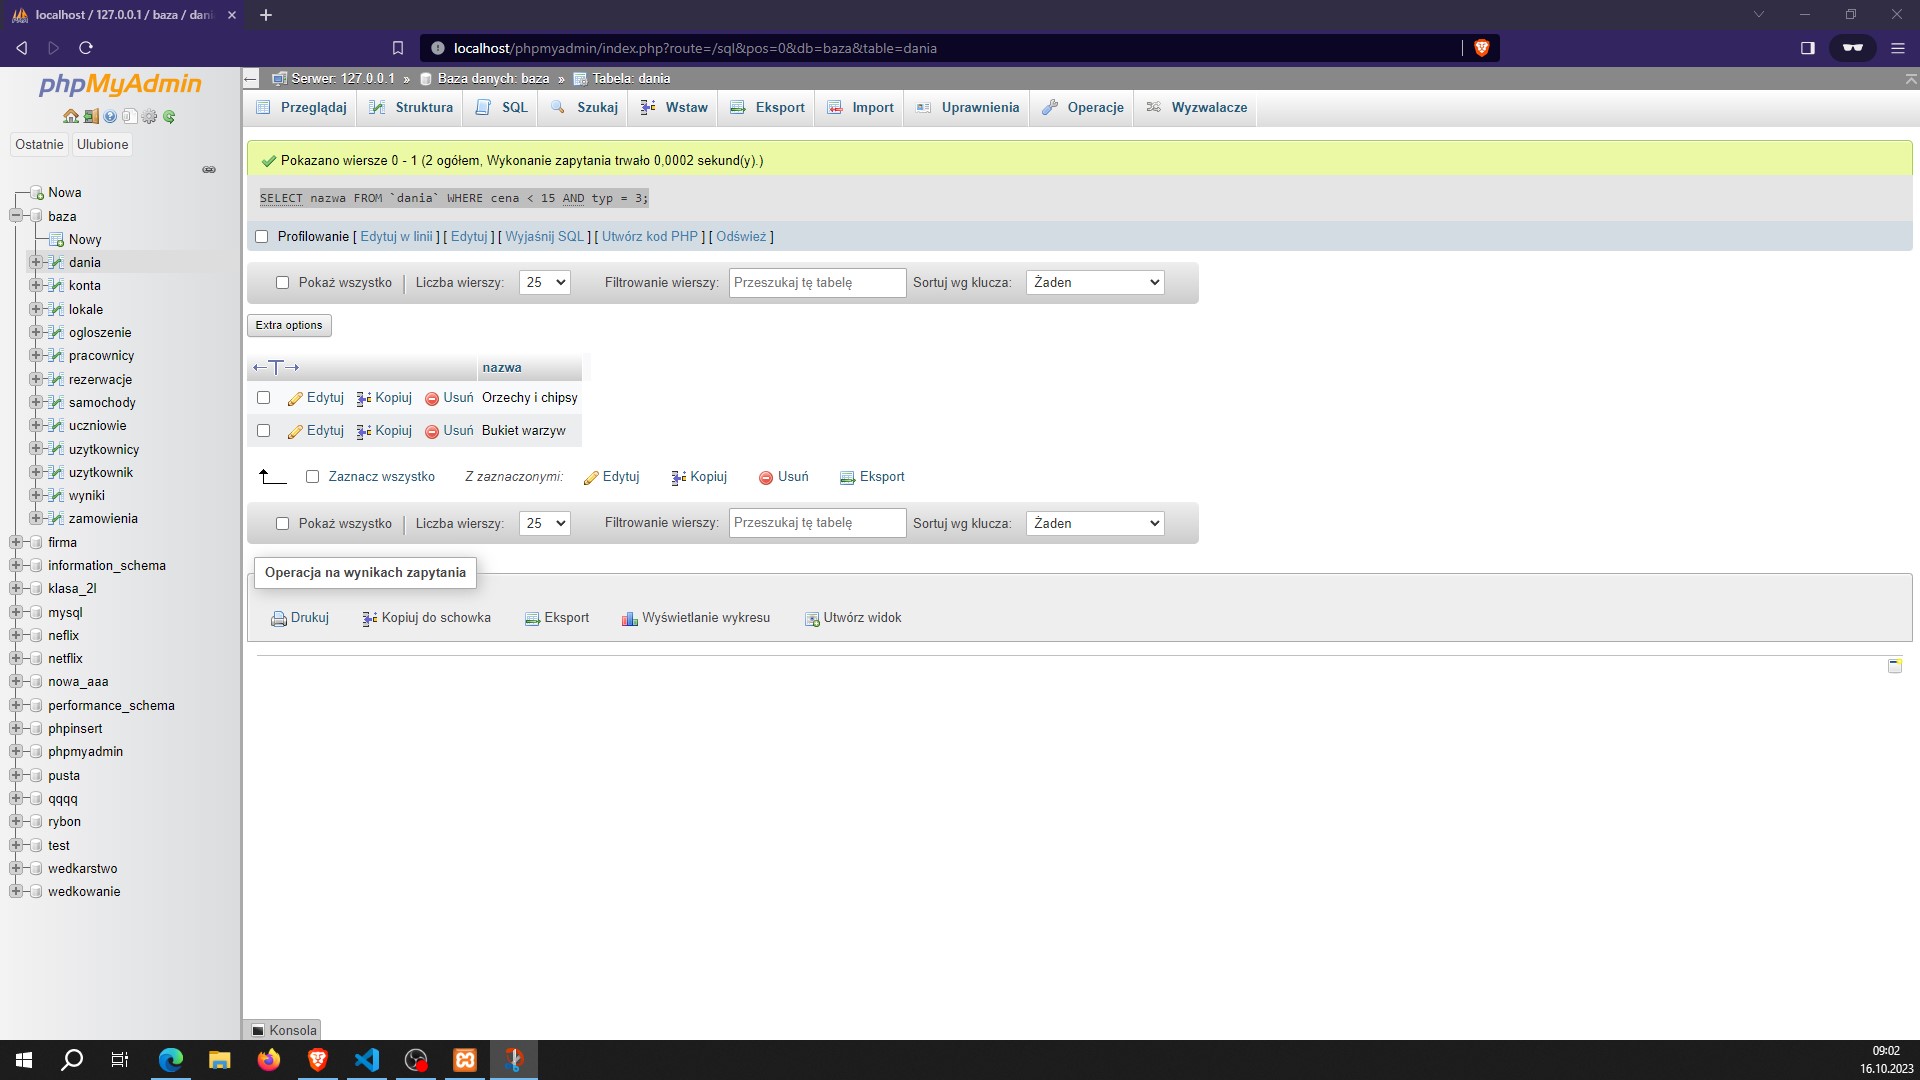 localhost / 127.0.0.1 / baza / dani
localhost/phpmyadmin/index.php?route=/sql&pos=0&db=baza&table=dania
phpMyAdmin
Ostatnie Ulubione
Nowa
baza
Nowy
dania
konta
lokale
ogloszenie
pracownicy
rezerwacje
samochody
uczniowie
uzytkownicy
uzytkownik
wyniki
zamowienia
firma
information_schema
klasa_2l
mysql
neflix
netflix
nowa_aaa
performance_schema
phpinsert
phpmyadmin
pusta
qqqq
rybon
test
wedkarstwo
wedkowanie
Serwer: 127.0.0.1 » Baza danych: baza » Tabela: dania
Przeglądaj Struktura SQL Szukaj Wstaw Eksport Import Uprawnienia Operacje Wyzwalacze
Pokazano wiersze 0 - 1 (2 ogółem, Wykonanie zapytania trwało 0,0002 sekund(y).)
SELECT nazwa FROM `dania` WHERE cena < 15 AND typ = 3;
Profilowanie [ Edytuj w linii ] [ Edytuj ] [ Wyjaśnij SQL ] [ Utwórz kod PHP ] [ Odśwież ]
Pokaż wszystko | Liczba wierszy: 25 Filtrowanie wierszy: Przeszukaj tę tabelę Sortuj wg klucza: Żaden
Extra options
←T→ nazwa
Edytuj Kopiuj Usuń Orzechy i chipsy
Edytuj Kopiuj Usuń Bukiet warzyw
Zaznacz wszystko Z zaznaczonymi: Edytuj Kopiuj Usuń Eksport
Pokaż wszystko | Liczba wierszy: 25 Filtrowanie wierszy: Przeszukaj tę tabelę Sortuj wg klucza: Żaden
Operacja na wynikach zapytania
Drukuj Kopiuj do schowka Eksport Wyświetlanie wykresu Utwórz widok
Konsola
09:02
16.10.2023